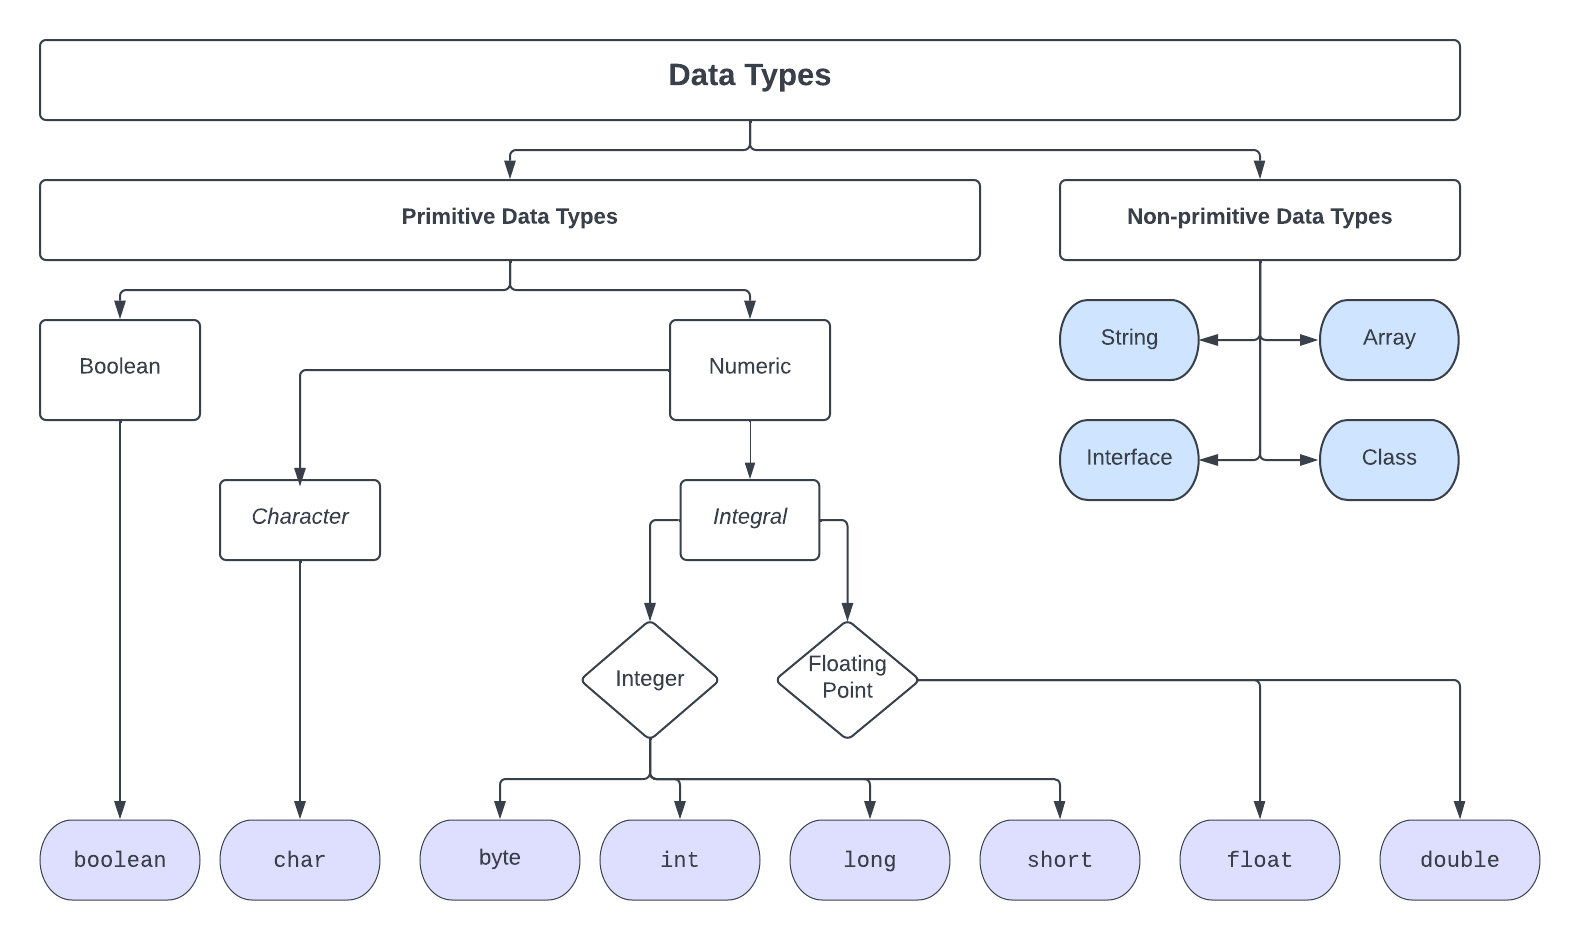 Data Types
Primitive Data Types
Non-primitive Data Types
Boolean
Numeric
String
Array
Interface
Class
Character
Integral
Integer
Floating
Point
boolean
char
byte
int
long
short
float
double